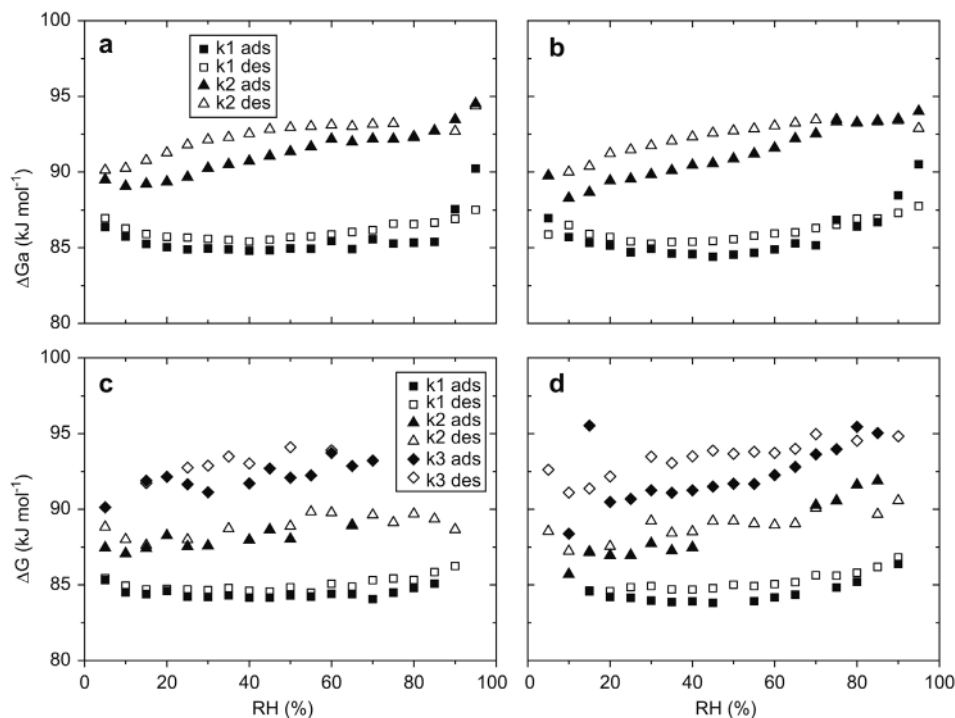 a
k1 ads
k1 des
k2 ads
k2 des
100
95
90
85
80
ΔGa (kJ mol⁻¹)
b
c
k1 ads
k1 des
k2 ads
k2 des
k3 ads
k3 des
100
95
90
85
80
ΔG (kJ mol⁻¹)
0 20 40 60 80 100
RH (%)
d
0 20 40 60 80 100
RH (%)